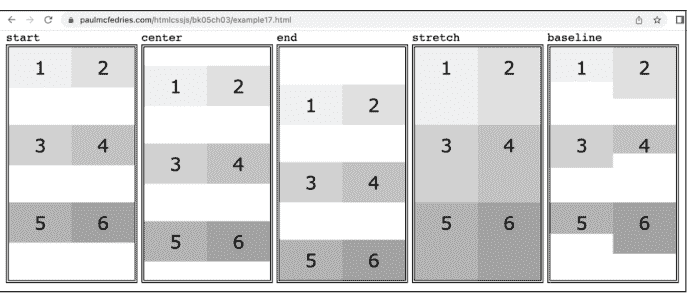 paulmcfedries.com/htmlcssjs/bk05ch03/example17.html
start center end stretch baseline
1 2 1 2 1 2 1 2 1 2
3 4 3 4 3 4 3 4 3 4
5 6 5 6 5 6 5 6 5 6